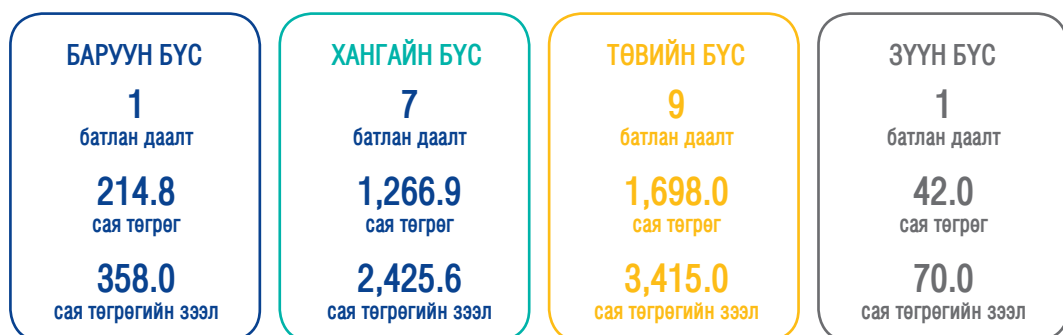 БАРУУН БҮС
1
батлан даалт
214.8
сая төгрөг
358.0
сая төгрөгийн зээл
ХАНГАЙН БҮС
7
батлан даалт
1,266.9
сая төгрөг
2,425.6
сая төгрөгийн зээл
ТӨВИЙН БҮС
9
батлан даалт
1,698.0
сая төгрөг
3,415.0
сая төгрөгийн зээл
ЗҮҮН БҮС
1
батлан даалт
42.0
сая төгрөг
70.0
сая төгрөгийн зээл